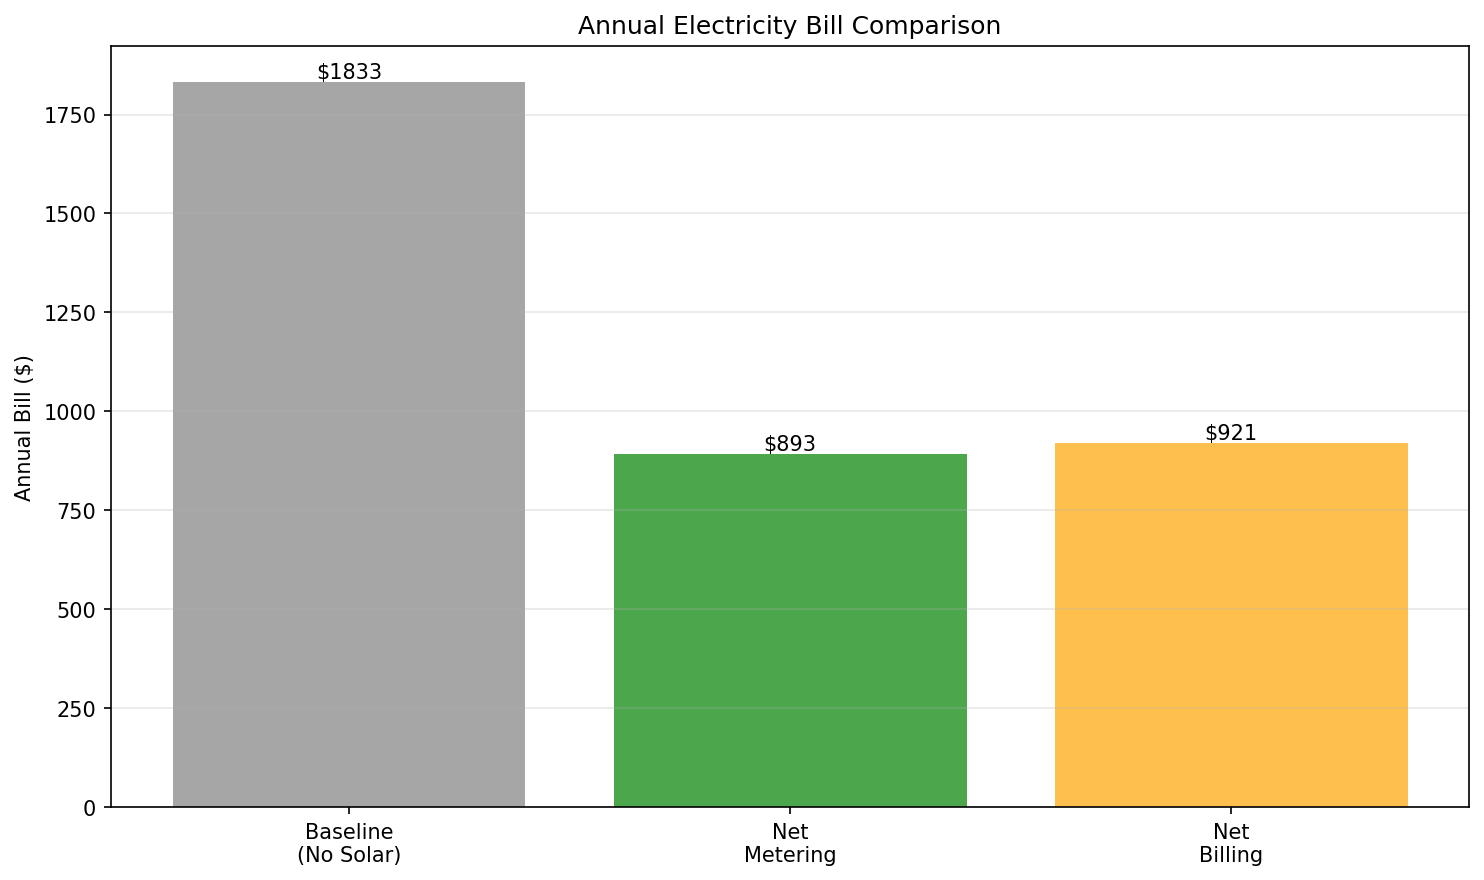 Annual Electricity Bill Comparison
Annual Bill ($)
1750
1500
1250
1000
750
500
250
0
$1833
$893
$921
Baseline
(No Solar)
Net
Metering
Net
Billing